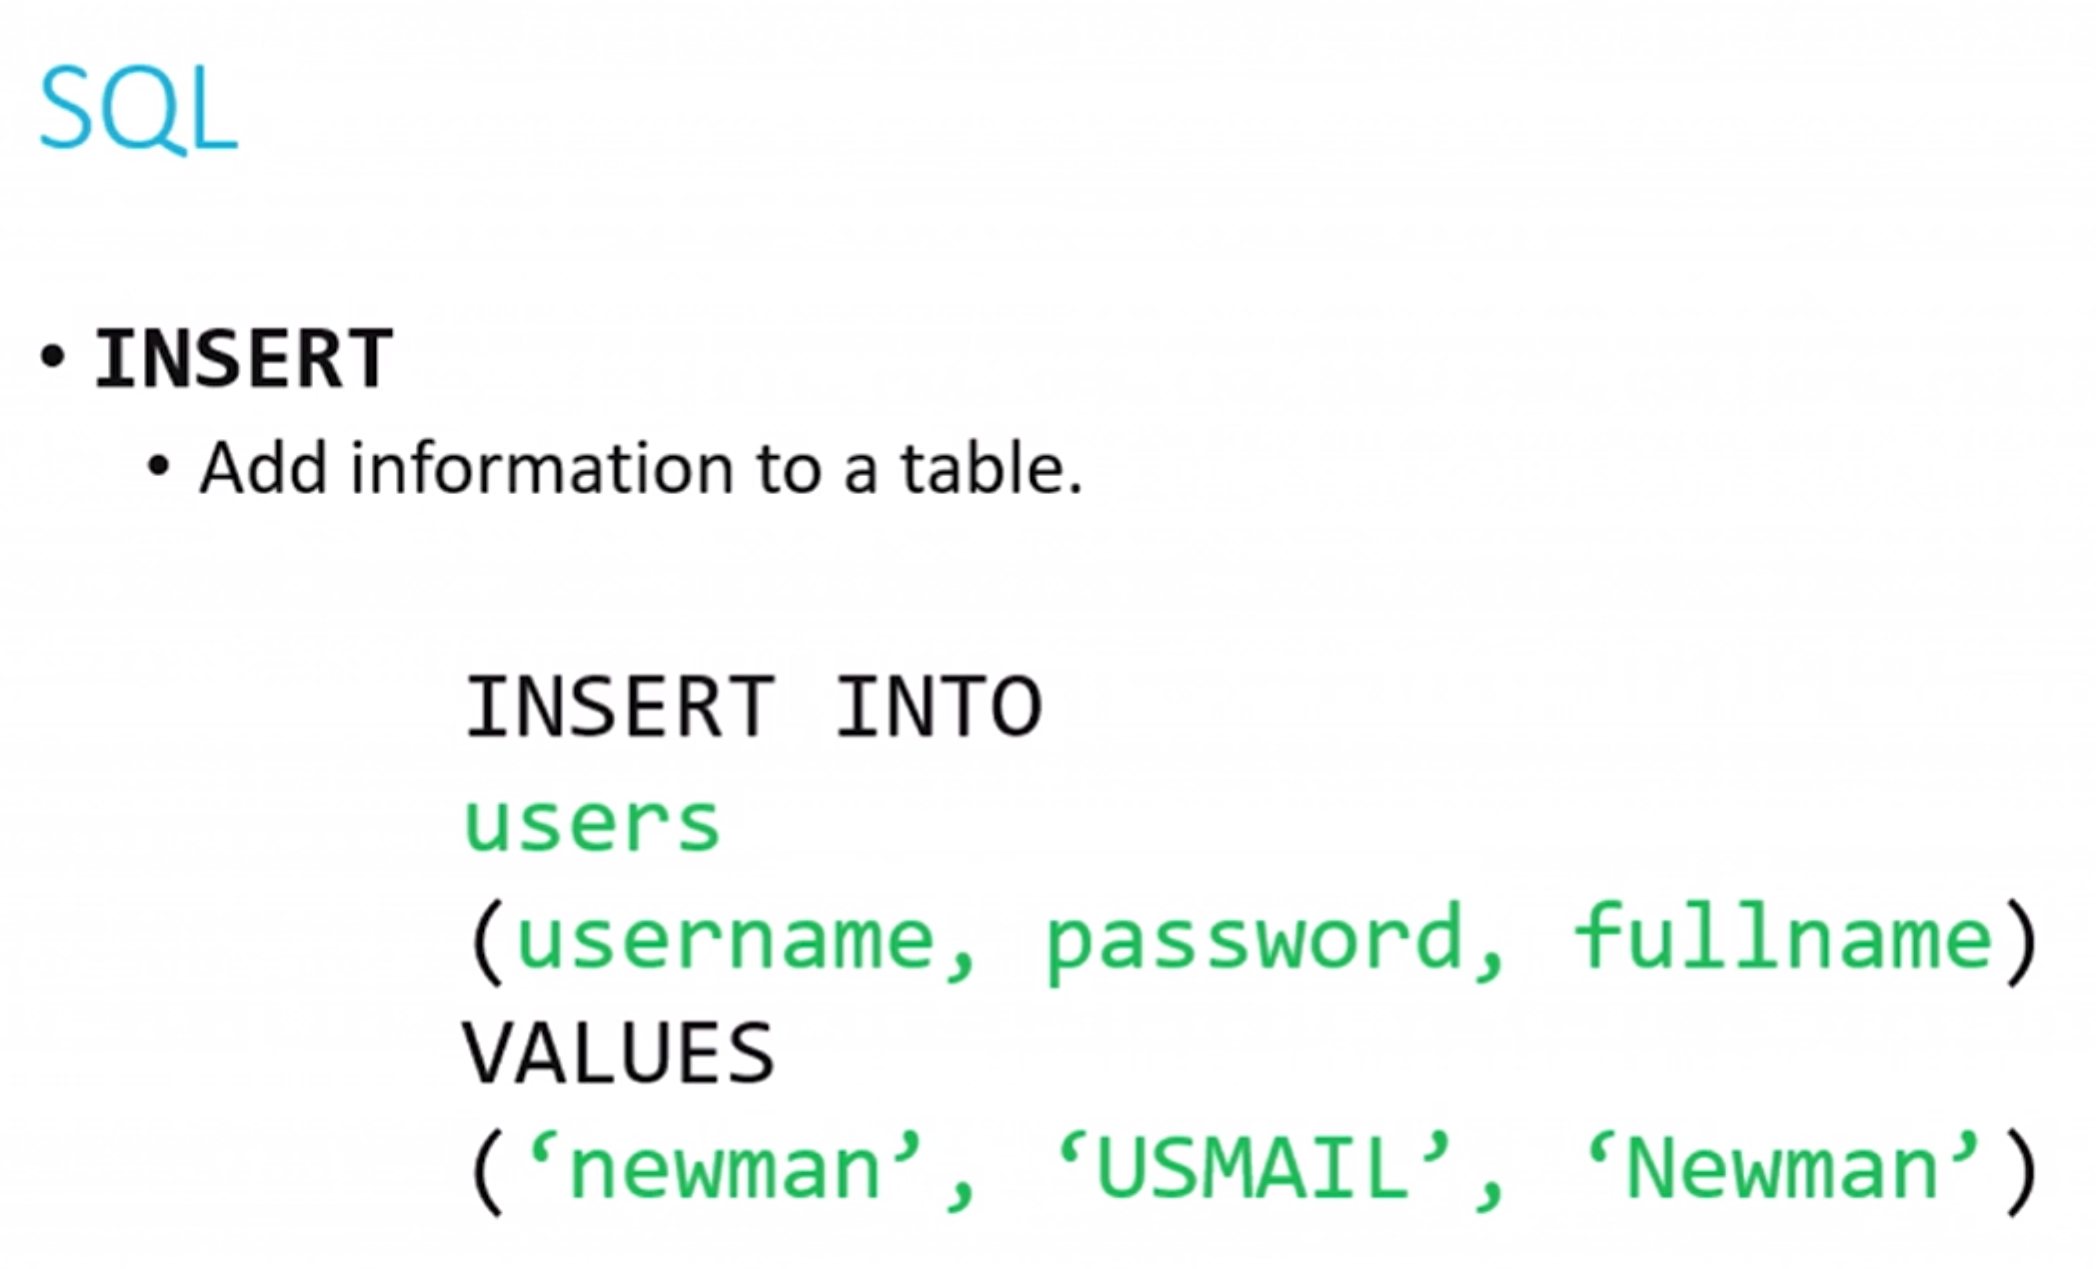 SQL
• INSERT
• Add information to a table.
INSERT INTO
users
(username, password, fullname)
VALUES
(‘newman’, ‘USMAIL’, ‘Newman’)